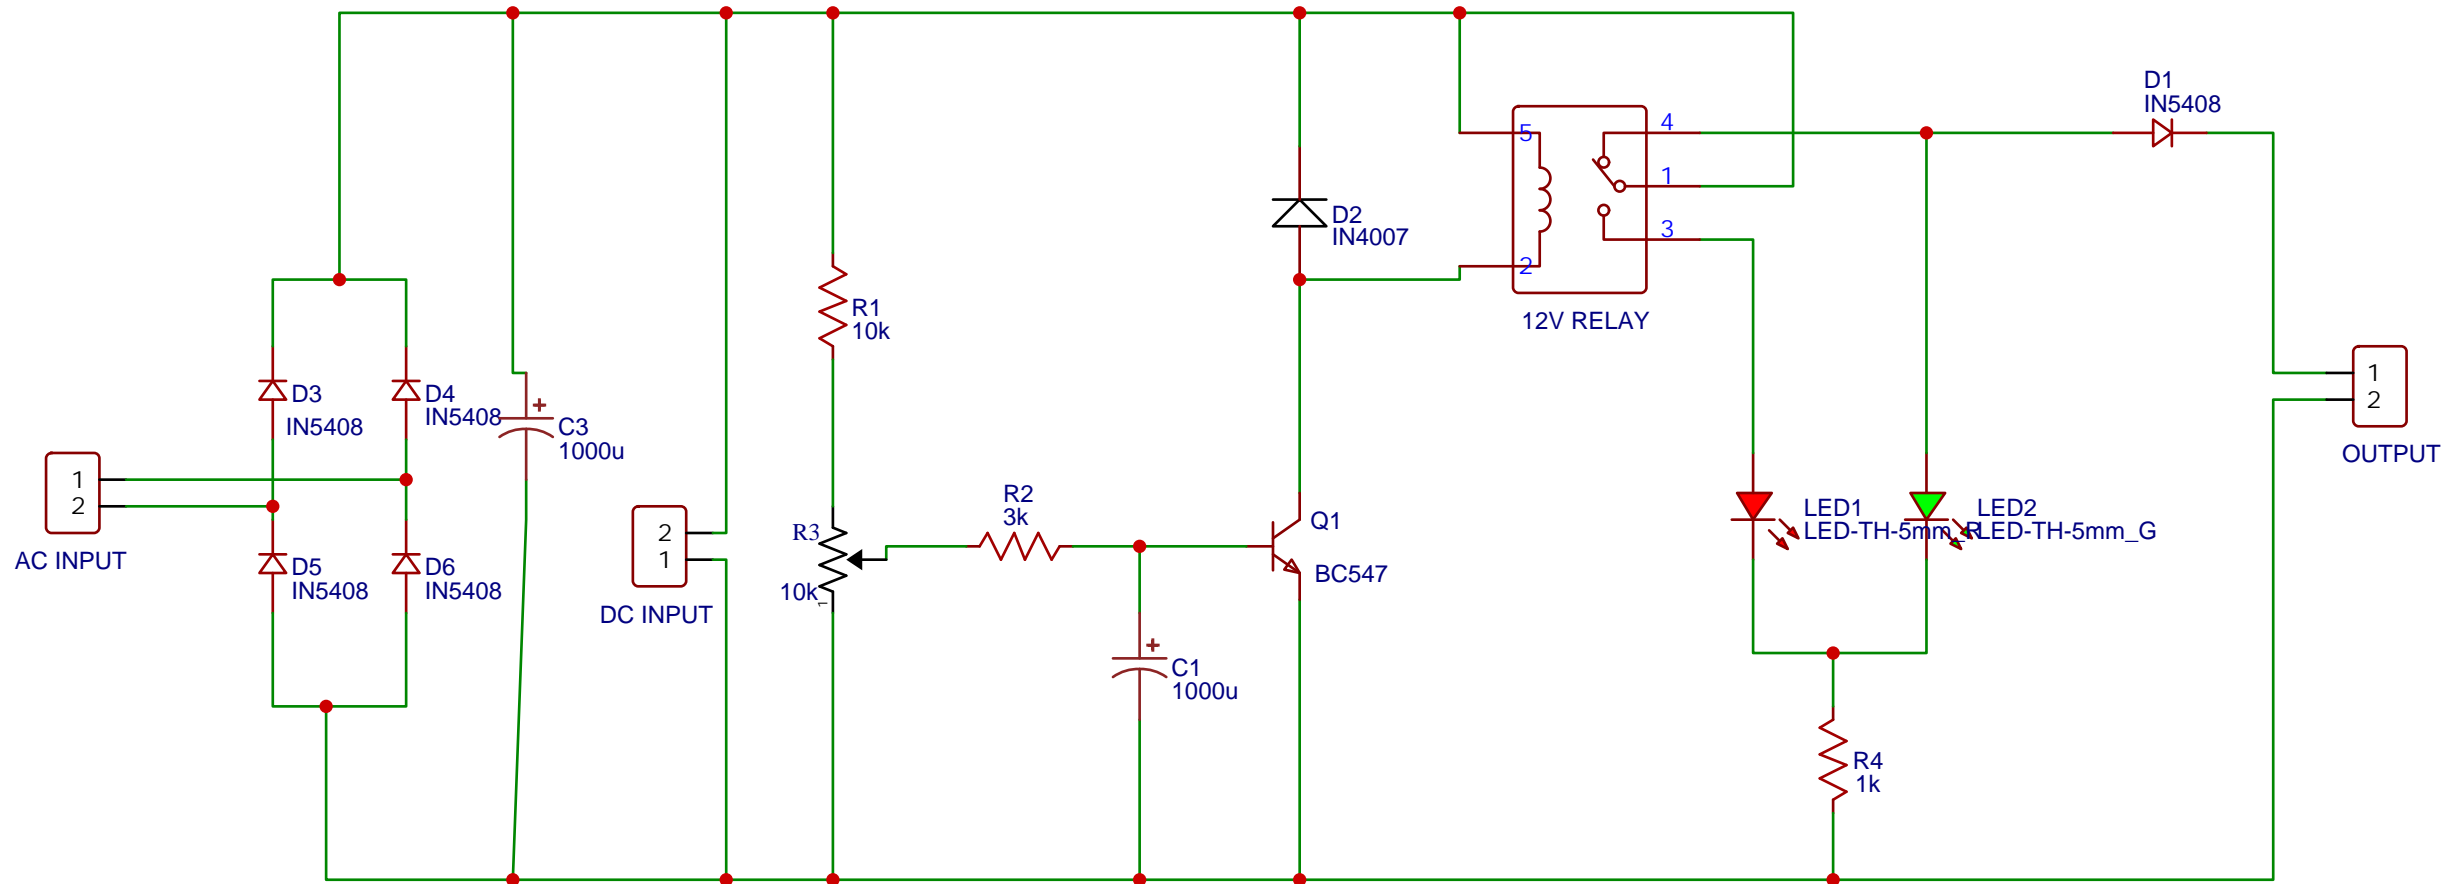 D1
IN5408
5
4
1
3
2
D2
IN4007
12V RELAY
R1
10k
D3
IN5408
D4
IN5408
+
C3
1000u
1
2
OUTPUT
1
2
AC INPUT
D5
IN5408
D6
IN5408
2
1
DC INPUT
R3
10k
1
R2
3k
Q1
BC547
LED1
LED-TH-5mm_R
LED2
LED-TH-5mm_G
+
C1
1000u
R4
1k